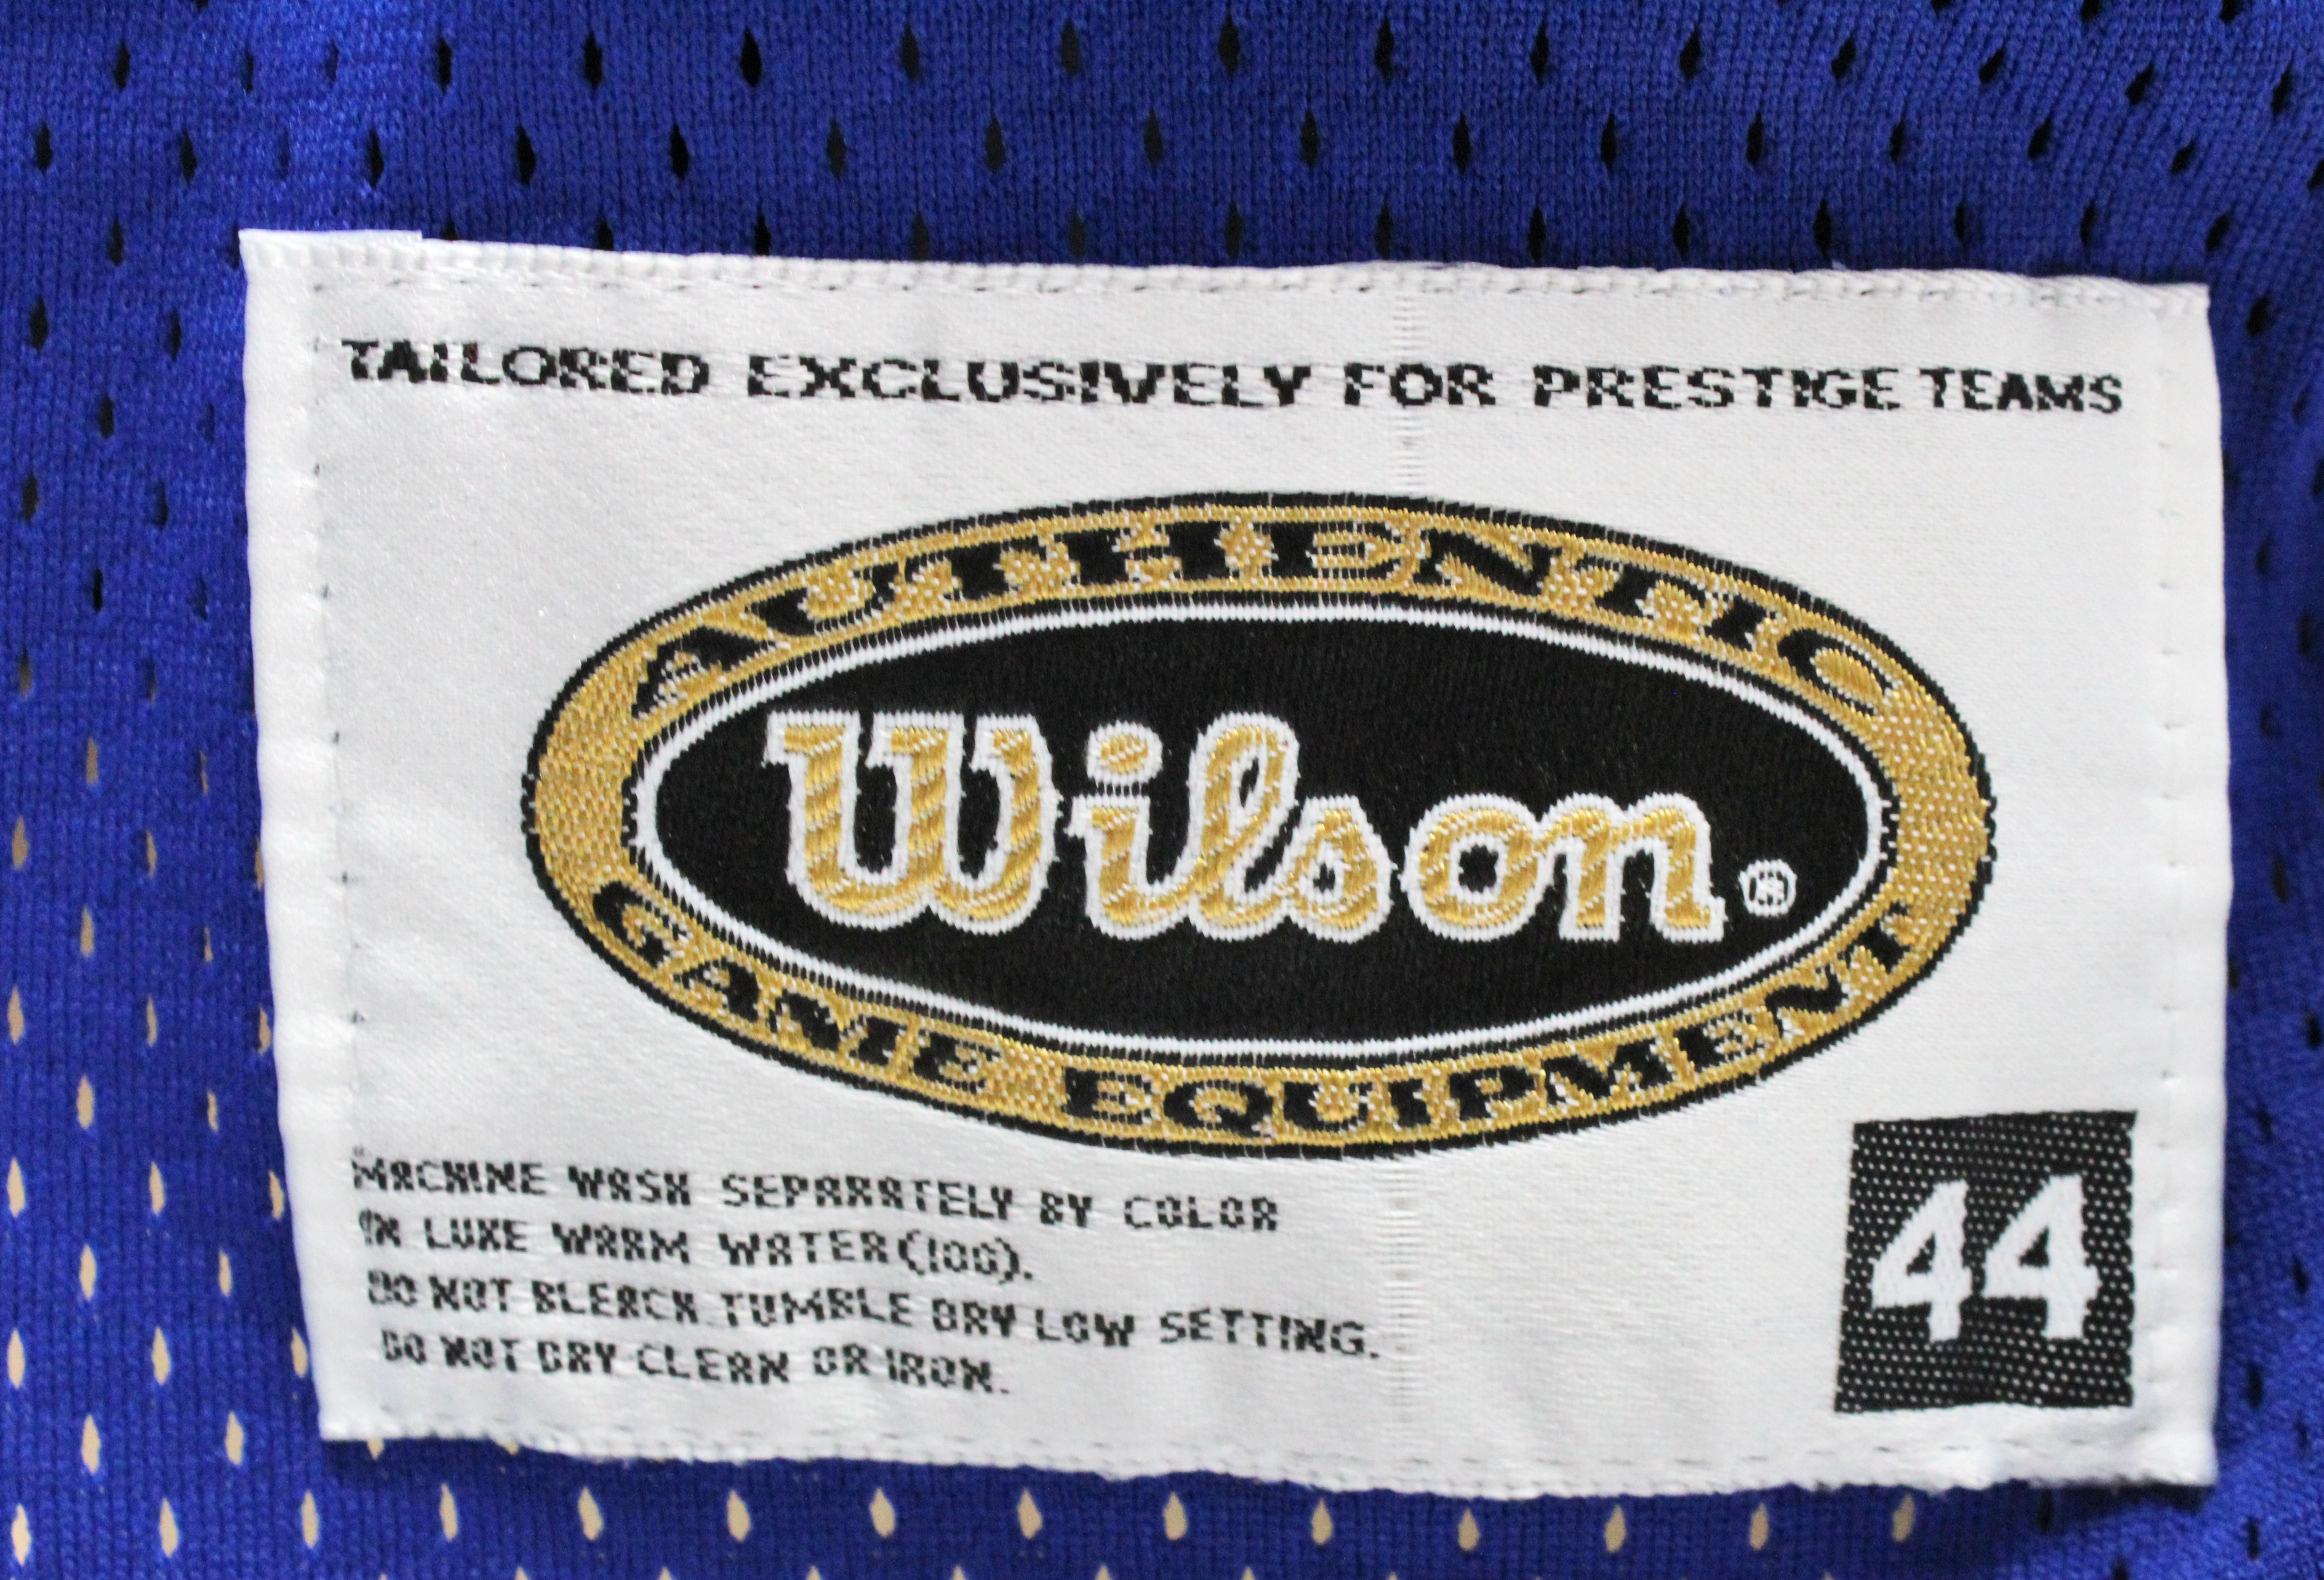 TAILORED EXCLUSIVELY FOR PRESTIGE TEAMS
AUTHENTIC
Wilson®
GAME EQUIPMENT
MACHINE WASH SEPARATELY BY COLOR
IN LUKE WARM WATER(100).
DO NOT BLEACH. TUMBLE DRY LOW SETTING.
DO NOT DRY CLEAN OR IRON.
44